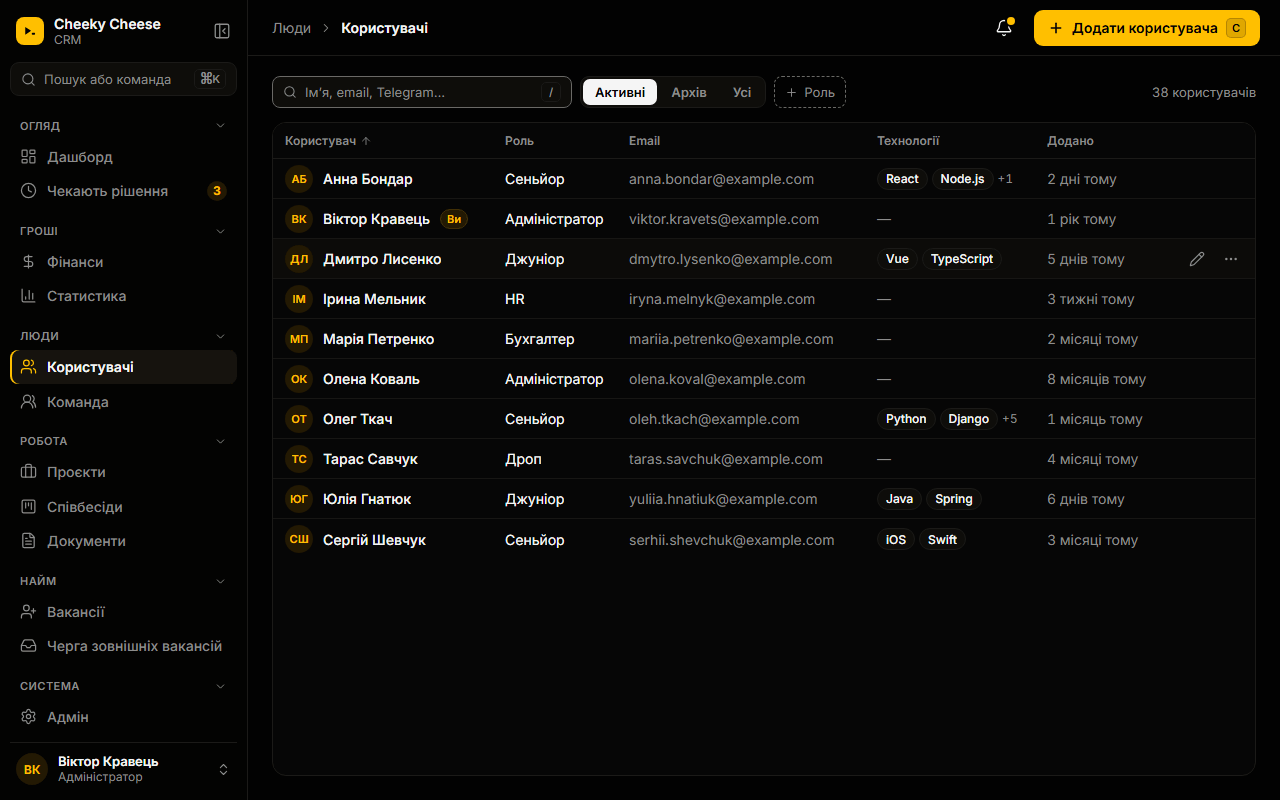 Cheeky Cheese
CRM
Пошук або команда ⌘K
ОГЛЯД
Дашборд
Чекають рішення 3
ГРОШІ
Фінанси
Статистика
ЛЮДИ
Користувачі
Команда
РОБОТА
Проєкти
Співбесіди
Документи
НАЙМ
Вакансії
Черга зовнішніх вакансій
СИСТЕМА
Адмін
ВК Віктор Кравець
Адміністратор
Люди > Користувачі
+ Додати користувача C
Ім'я, email, Telegram... /
Активні Архів Усі + Роль
38 користувачів
Користувач ↑ Роль Email Технології Додано
АБ Анна Бондар Сеньйор anna.bondar@example.com React Node.js +1 2 дні тому
ВК Віктор Кравець Ви Адміністратор viktor.kravets@example.com — 1 рік тому
ДЛ Дмитро Лисенко Джуніор dmytro.lysenko@example.com Vue TypeScript 5 днів тому
ІМ Ірина Мельник HR iryna.melnyk@example.com — 3 тижні тому
МП Марія Петренко Бухгалтер mariia.petrenko@example.com — 2 місяці тому
ОК Олена Коваль Адміністратор olena.koval@example.com — 8 місяців тому
ОТ Олег Ткач Сеньйор oleh.tkach@example.com Python Django +5 1 місяць тому
ТС Тарас Савчук Дроп taras.savchuk@example.com — 4 місяці тому
ЮГ Юлія Гнатюк Джуніор yuliia.hnatiuk@example.com Java Spring 6 днів тому
СШ Сергій Шевчук Сеньйор serhii.shevchuk@example.com iOS Swift 3 місяці тому